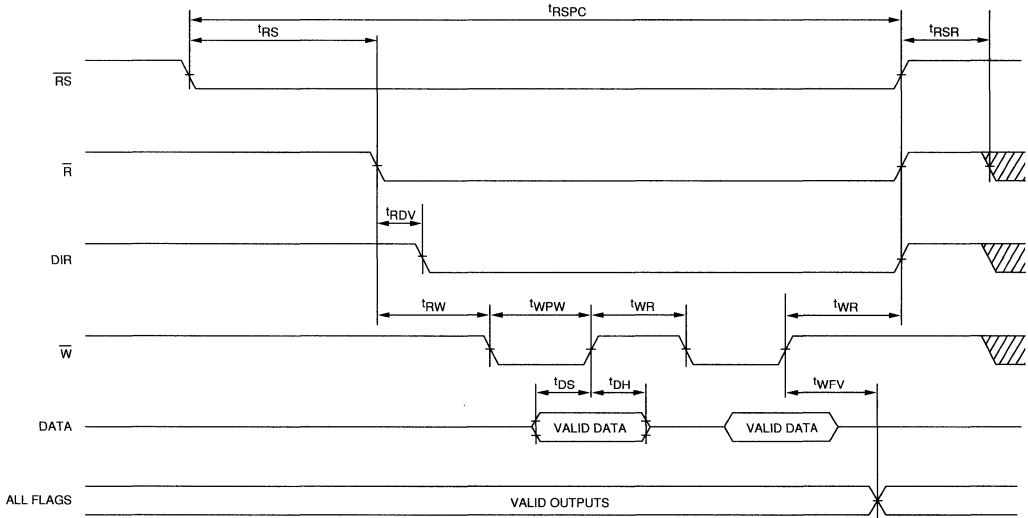 tRSPC
tRS
tRSR
RS
R
tRDV
DIR
tRW
tWPW
tWR
tWR
W
tDS
tDH
tWFV
DATA
VALID DATA
VALID DATA
ALL FLAGS
VALID OUTPUTS